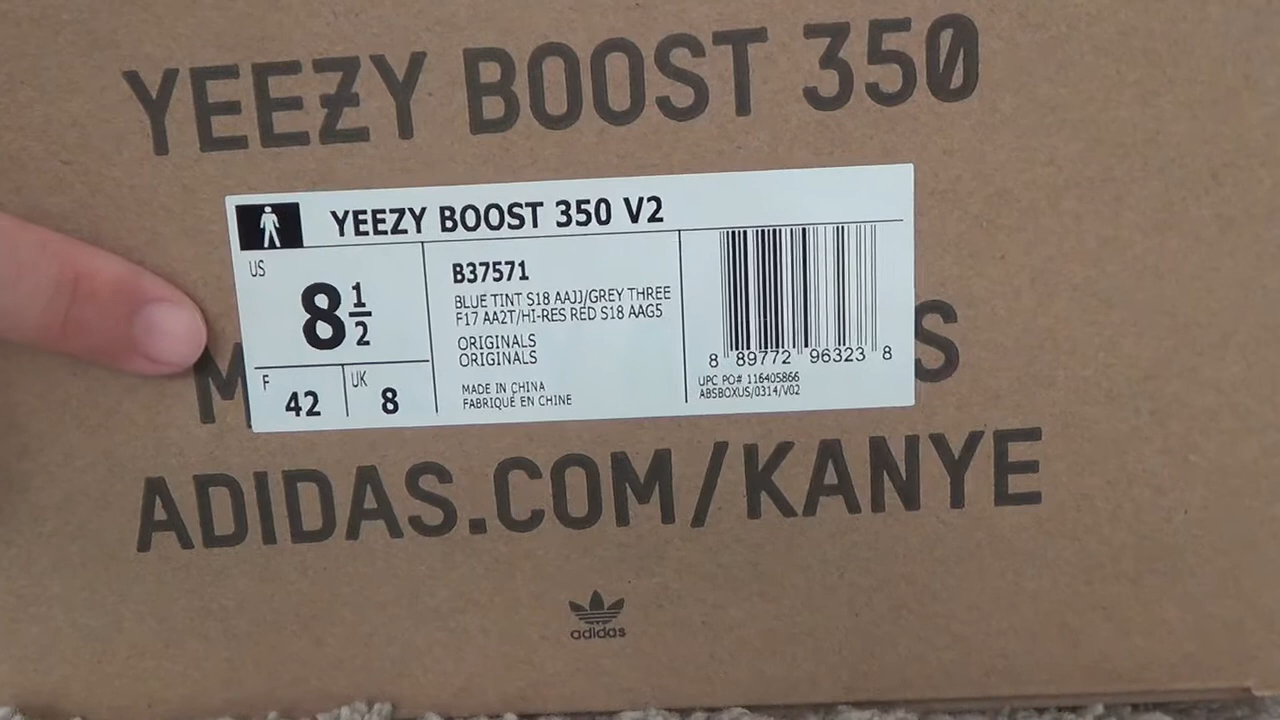 YEEZY BOOST 350
YEEZY BOOST 350 V2
US
8 1/2
F
42
UK
8
B37571
BLUE TINT S18 AAJJ/GREY THREE
F17 AA2T/HI-RES RED S18 AAG5
ORIGINALS
ORIGINALS
MADE IN CHINA
FABRIQUÉ EN CHINE
8 89772 96323 8
UPC PO# 116405866
ABSBOXUS/0314/V02
ADIDAS.COM/KANYE
adidas